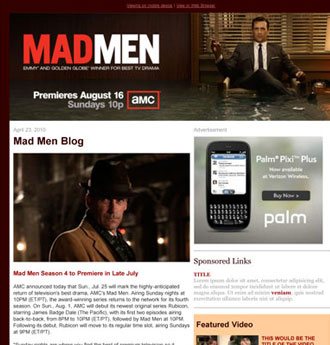 Viewing on mobile device | View in Web Browser
MADMEN
EMMY® AND GOLDEN GLOBE® WINNER FOR BEST TV DRAMA
Premieres August 16
Sundays 10p
amc
April 23, 2010
Mad Men Blog
Advertisement
Palm® Pixi™ Plus
Now available
at Verizon Wireless.
Buy Now >
palm
Mad Men Season 4 to Premiere in Late July
AMC announced today that Sun., Jul. 25 will mark the highly-anticipated
return of television's best drama, AMC's Mad Men. Airing Sunday nights at
10PM (ET/PT), the award-winning series returns to the network for its fourth
season. On Sun., Aug. 1, AMC will debut its newest original series Rubicon,
starring James Badge Dale (The Pacific), with its first two episodes airing
back-to-back, from 8PM to 10PM (ET/PT), followed by Mad Men at 10PM.
Following its debut, Rubicon will move to its regular time slot, airing Sundays
at 9PM (ET/PT).
Sponsored Links
TITLE
Lorem ipsum dolor sit amet, consectetur adipisicing elit,
sed do eiusmod tempor incididunt ut labore et dolore
magna aliqua. Ut enim ad minim veniam, quis nostrud
exercitation ullamco laboris nisi ut aliquip.
Featured Video
THIS WOULD BE
THE TITLE OF THE VIDEO